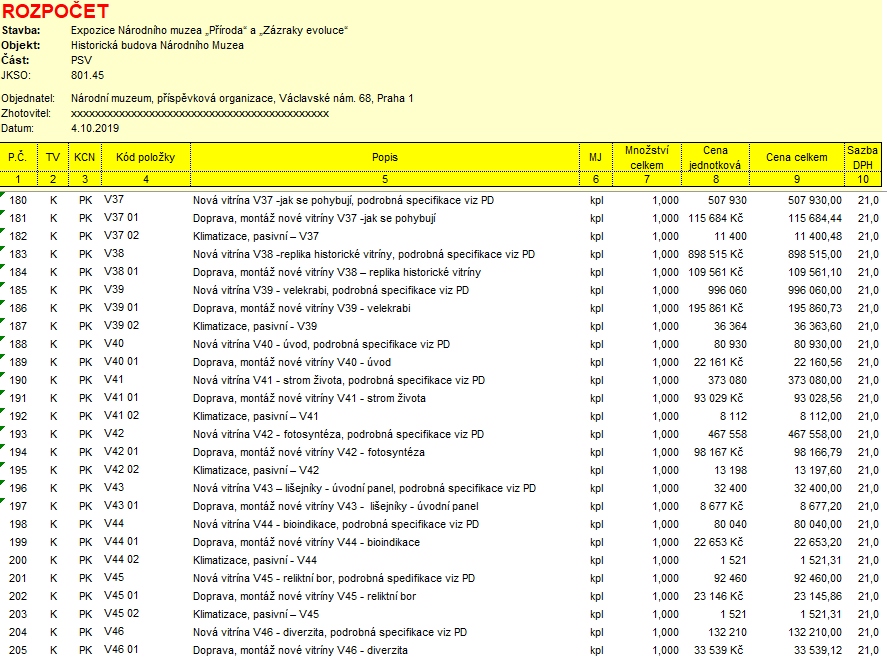 ROZPOČET
Stavba: Expozice Národního muzea „Příroda“ a „Zázraky evoluce“
Objekt: Historická budova Národního Muzea
Část: PSV
JKSO: 801.45
Objednatel: Národní muzeum, příspěvková organizace, Václavské nám. 68, Praha 1
Zhotovitel: xxxxxxxxxxxxxxxxxxxxxxxxxxxxxxxxxxxxxxxxxxx
Datum: 4.10.2019
P.Č. TV KCN Kód položky Popis MJ Množství celkem Cena jednotková Cena celkem Sazba DPH
1 2 3 4 5 6 7 8 9 10
180 K PK V37 Nová vitrína V37 -jak se pohybují, podrobná specifikace viz PD kpl 1,000 507 930 507 930,00 21,0
181 K PK V37 01 Doprava, montáž nové vitríny V37 -jak se pohybují kpl 1,000 115 684 Kč 115 684,44 21,0
182 K PK V37 02 Klimatizace, pasivní – V37 kpl 1,000 11 400 11 400,48 21,0
183 K PK V38 Nová vitrína V38 -replika historické vitríny, podrobná specifikace viz PD kpl 1,000 898 515 Kč 898 515,00 21,0
184 K PK V38 01 Doprava, montáž nové vitríny V38 – replika historické vitríny kpl 1,000 109 561 Kč 109 561,10 21,0
185 K PK V39 Nová vitrína V39 - velekrabi, podrobná specifikace viz PD kpl 1,000 996 060 996 060,00 21,0
186 K PK V39 01 Doprava, montáž nové vitríny V39 - velekrabi kpl 1,000 195 861 Kč 195 860,73 21,0
187 K PK V39 02 Klimatizace, pasivní - V39 kpl 1,000 36 364 36 363,60 21,0
188 K PK V40 Nová vitrína V40 - úvod, podrobná specifikace viz PD kpl 1,000 80 930 80 930,00 21,0
189 K PK V40 01 Doprava, montáž nové vitríny V40 - úvod kpl 1,000 22 161 Kč 22 160,56 21,0
190 K PK V41 Nová vitrína V41 - strom života, podrobná specifikace viz PD kpl 1,000 373 080 373 080,00 21,0
191 K PK V41 01 Doprava, montáž nové vitríny V41 - strom života kpl 1,000 93 029 Kč 93 028,56 21,0
192 K PK V41 02 Klimatizace, pasivní – V41 kpl 1,000 8 112 8 112,00 21,0
193 K PK V42 Nová vitrína V42 - fotosyntéza, podrobná specifikace viz PD kpl 1,000 467 558 467 558,00 21,0
194 K PK V42 01 Doprava, montáž nové vitríny V42 - fotosyntéza kpl 1,000 98 167 Kč 98 166,79 21,0
195 K PK V42 02 Klimatizace, pasivní – V42 kpl 1,000 13 198 13 197,60 21,0
196 K PK V43 Nová vitrína V43 – lišejníky - úvodní panel, podrobná specifikace viz PD kpl 1,000 32 400 32 400,00 21,0
197 K PK V43 01 Doprava, montáž nové vitríny V43 - lišejníky - úvodní panel kpl 1,000 8 677 Kč 8 677,20 21,0
198 K PK V44 Nová vitrína V44 - bioindikace, podrobná specifikace viz PD kpl 1,000 80 040 80 040,00 21,0
199 K PK V44 01 Doprava, montáž nové vitríny V44 - bioindikace kpl 1,000 22 653 Kč 22 653,20 21,0
200 K PK V44 02 Klimatizace, pasivní - V44 kpl 1,000 1 521 1 521,31 21,0
201 K PK V45 Nová vitrína V45 - reliktní bor, podrobná spedifikace viz PD kpl 1,000 92 460 92 460,00 21,0
202 K PK V45 01 Doprava, montáž nové vitríny V45 - reliktní bor kpl 1,000 23 146 Kč 23 145,86 21,0
203 K PK V45 02 Klimatizace, pasivní – V45 kpl 1,000 1 521 1 521,31 21,0
204 K PK V46 Nová vitrína V46 - diverzita, podrobná specifikace viz PD kpl 1,000 132 210 132 210,00 21,0
205 K PK V46 01 Doprava, montáž nové vitríny V46 - diverzita kpl 1,000 33 539 Kč 33 539,12 21,0